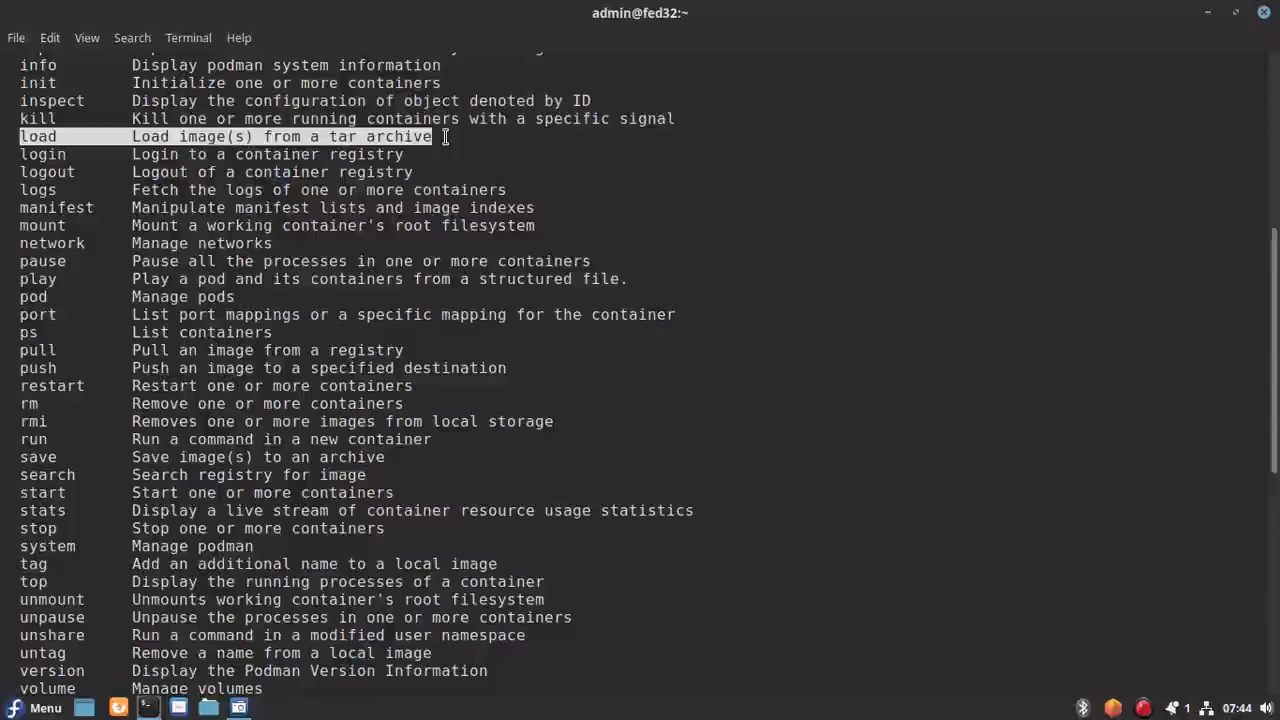 admin@fed32:~
File Edit View Search Terminal Help
info Display podman system information
init Initialize one or more containers
inspect Display the configuration of object denoted by ID
kill Kill one or more running containers with a specific signal
load Load image(s) from a tar archive
login Login to a container registry
logout Logout of a container registry
logs Fetch the logs of one or more containers
manifest Manipulate manifest lists and image indexes
mount Mount a working container's root filesystem
network Manage networks
pause Pause all the processes in one or more containers
play Play a pod and its containers from a structured file.
pod Manage pods
port List port mappings or a specific mapping for the container
ps List containers
pull Pull an image from a registry
push Push an image to a specified destination
restart Restart one or more containers
rm Remove one or more containers
rmi Removes one or more images from local storage
run Run a command in a new container
save Save image(s) to an archive
search Search registry for image
start Start one or more containers
stats Display a live stream of container resource usage statistics
stop Stop one or more containers
system Manage podman
tag Add an additional name to a local image
top Display the running processes of a container
unmount Unmounts working container's root filesystem
unpause Unpause the processes in one or more containers
unshare Run a command in a modified user namespace
untag Remove a name from a local image
version Display the Podman Version Information
volume Manage volumes
Menu 1 07:44